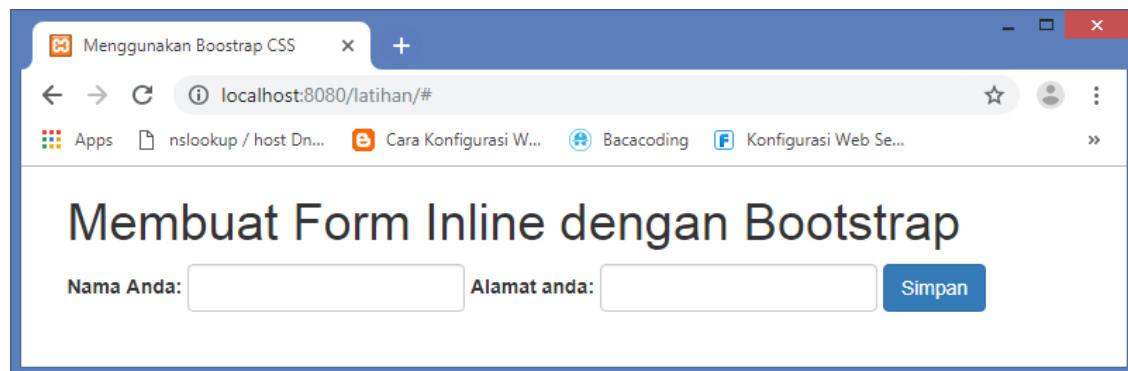 Menggunakan Boostrap CSS
localhost:8080/latihan/#
Apps nslookup / host Dn... Cara Konfigurasi W... Bacacoding Konfigurasi Web Se... »
Membuat Form Inline dengan Bootstrap
Nama Anda: Alamat anda: Simpan